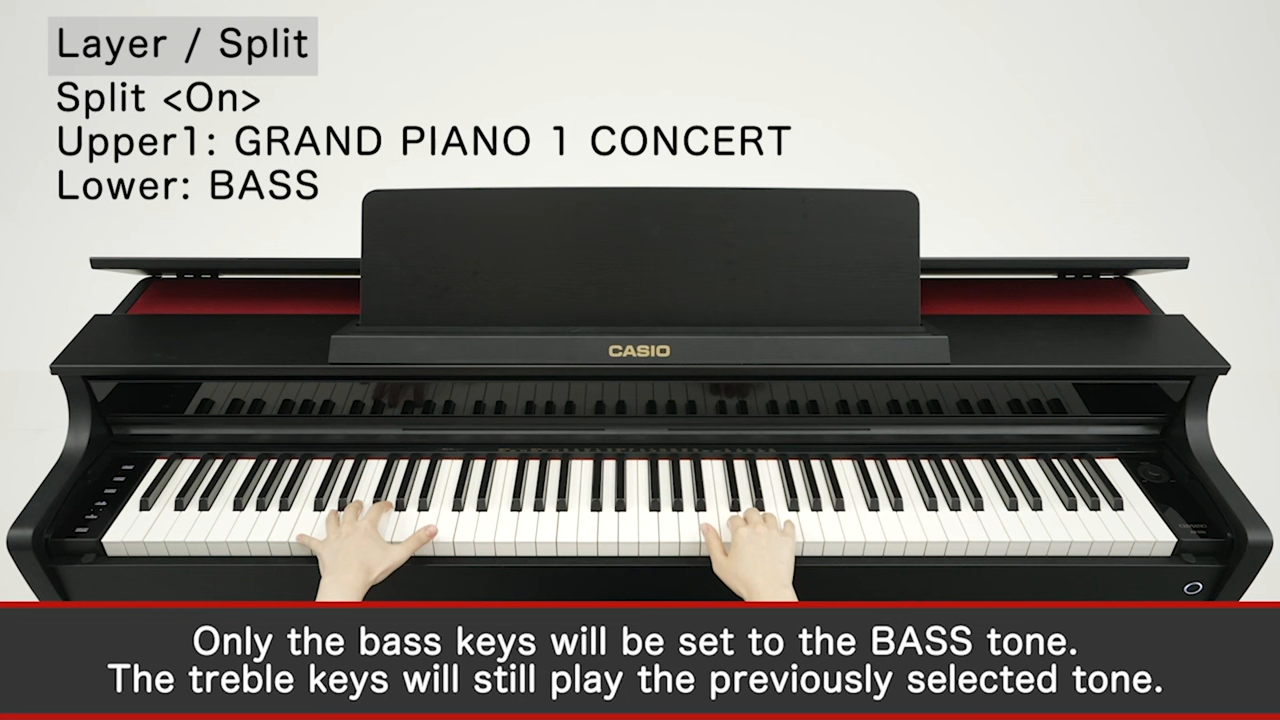 Layer / Split
Split <On>
Upper1: GRAND PIANO 1 CONCERT
Lower: BASS
CASIO
Only the bass keys will be set to the BASS tone.
The treble keys will still play the previously selected tone.